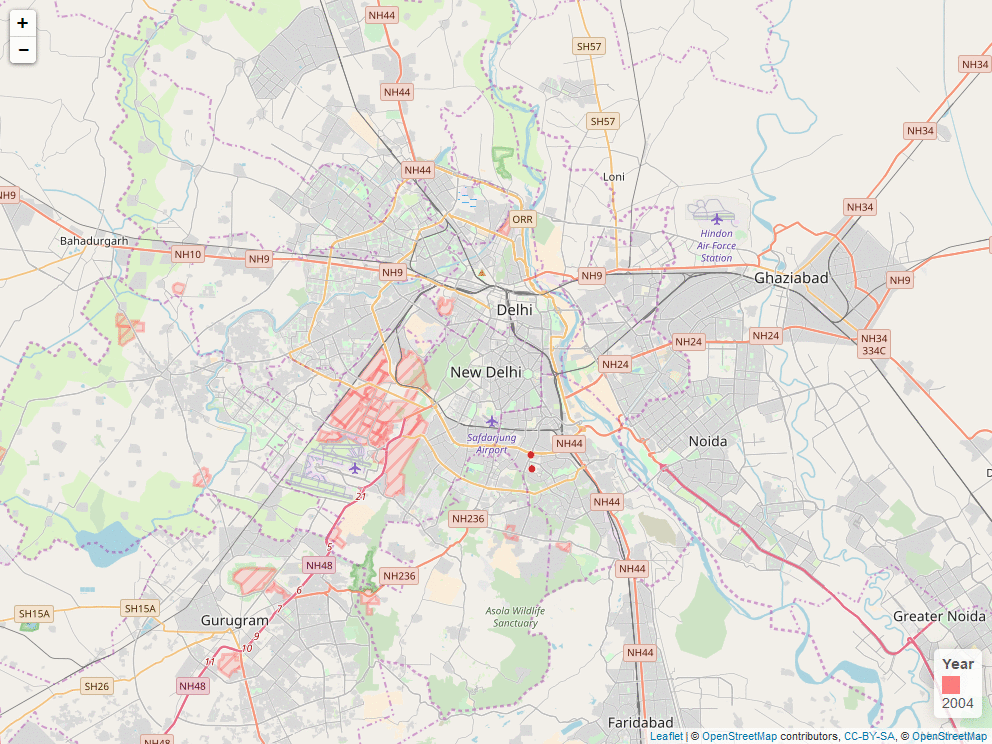 +
NH44
NH34
−
SH57
NH44
SH57
NH34
NH44
Loni
NH9
NH34
ORR
Hindon
Air Force
Station
Bahadurgarh
NH10
NH9
NH9
NH9
Ghaziabad
NH9
Delhi
NH24
NH24
NH34
334C
New Delhi
NH24
Safdarjung
Airport
NH44
Noida
21
NH44
NH236
5
NH48
NH44
NH236
6
7
SH15A
SH15A
Asola Wildlife
Sanctuary
Gurugram
Greater Noida
9
10
11
NH44
Year
SH26
NH48
2004
Faridabad
NH48
Leaflet | © OpenStreetMap contributors, CC-BY-SA, © OpenStreetMap